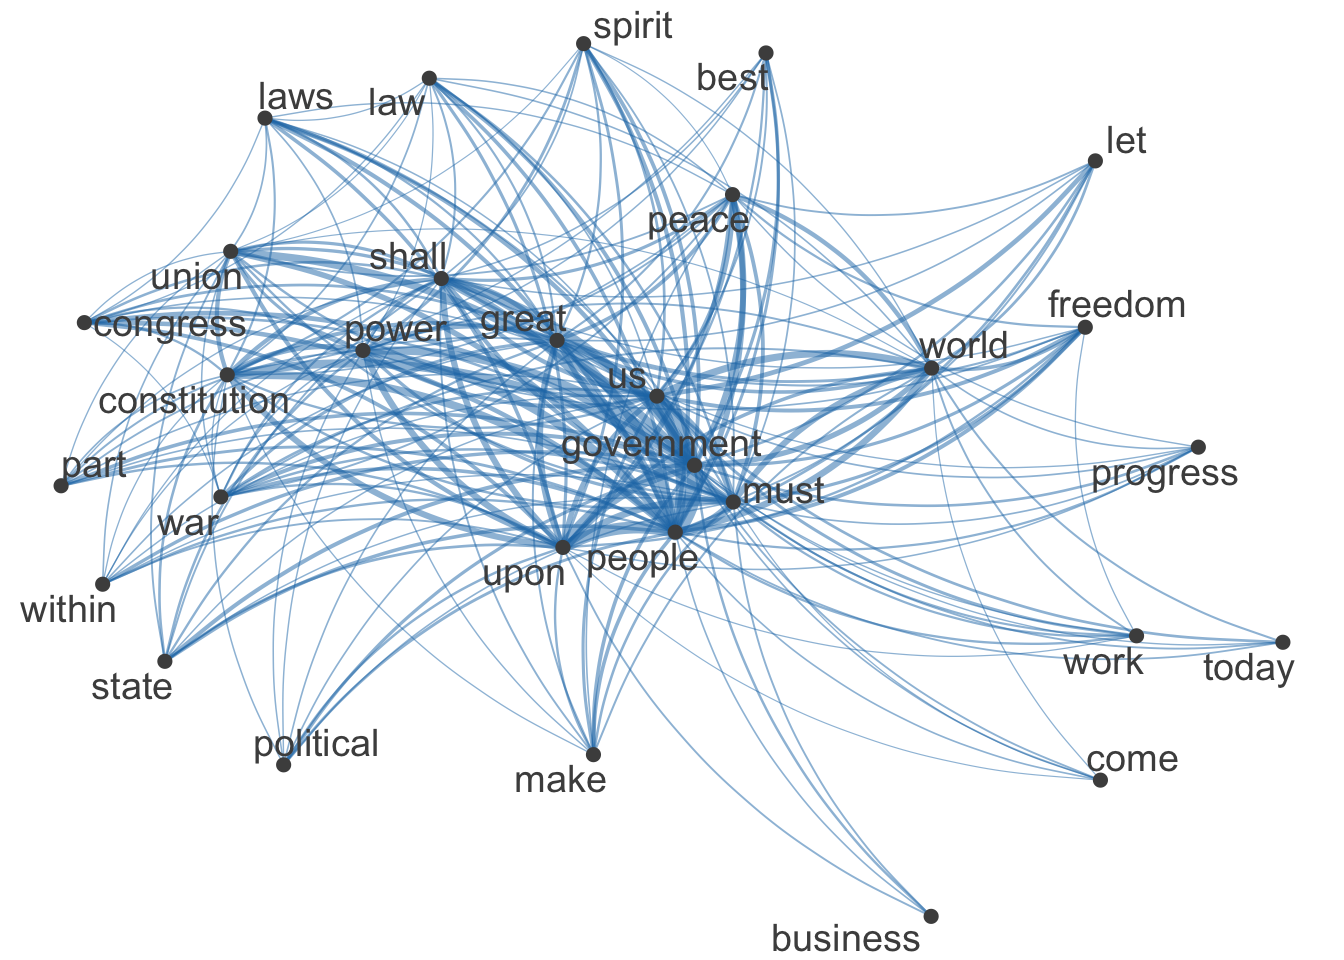 spirit
best
laws
law
let
peace
shall
union
freedom
congress
power
great
world
us
constitution
government
part
progress
must
war
people
upon
within
work
today
state
political
come
make
business